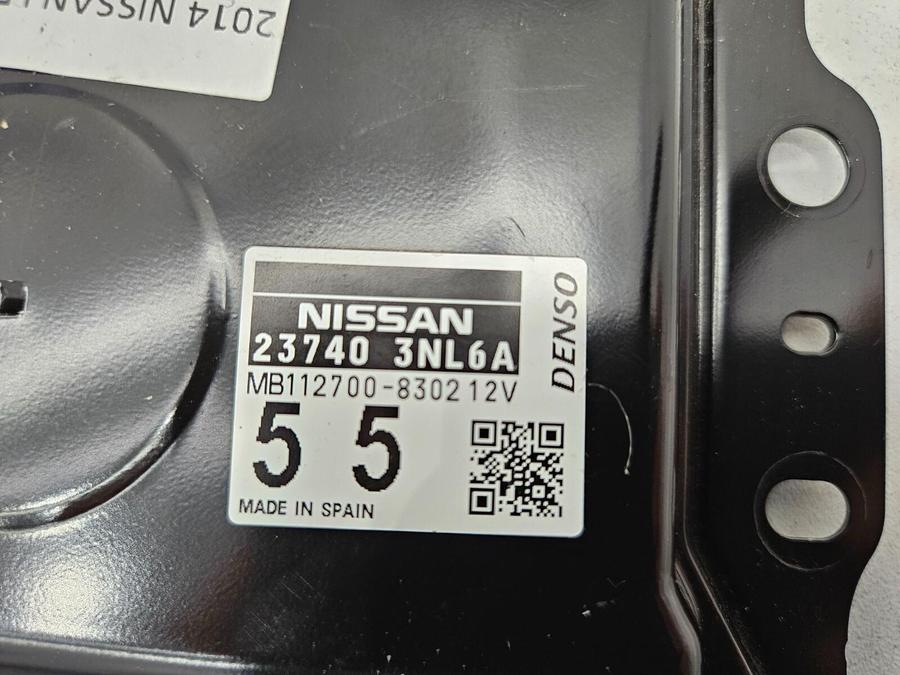 2014 NISSAN
NISSAN
23740 3NL6A
MB112700-8302 12V
5 5
MADE IN SPAIN
DENSO